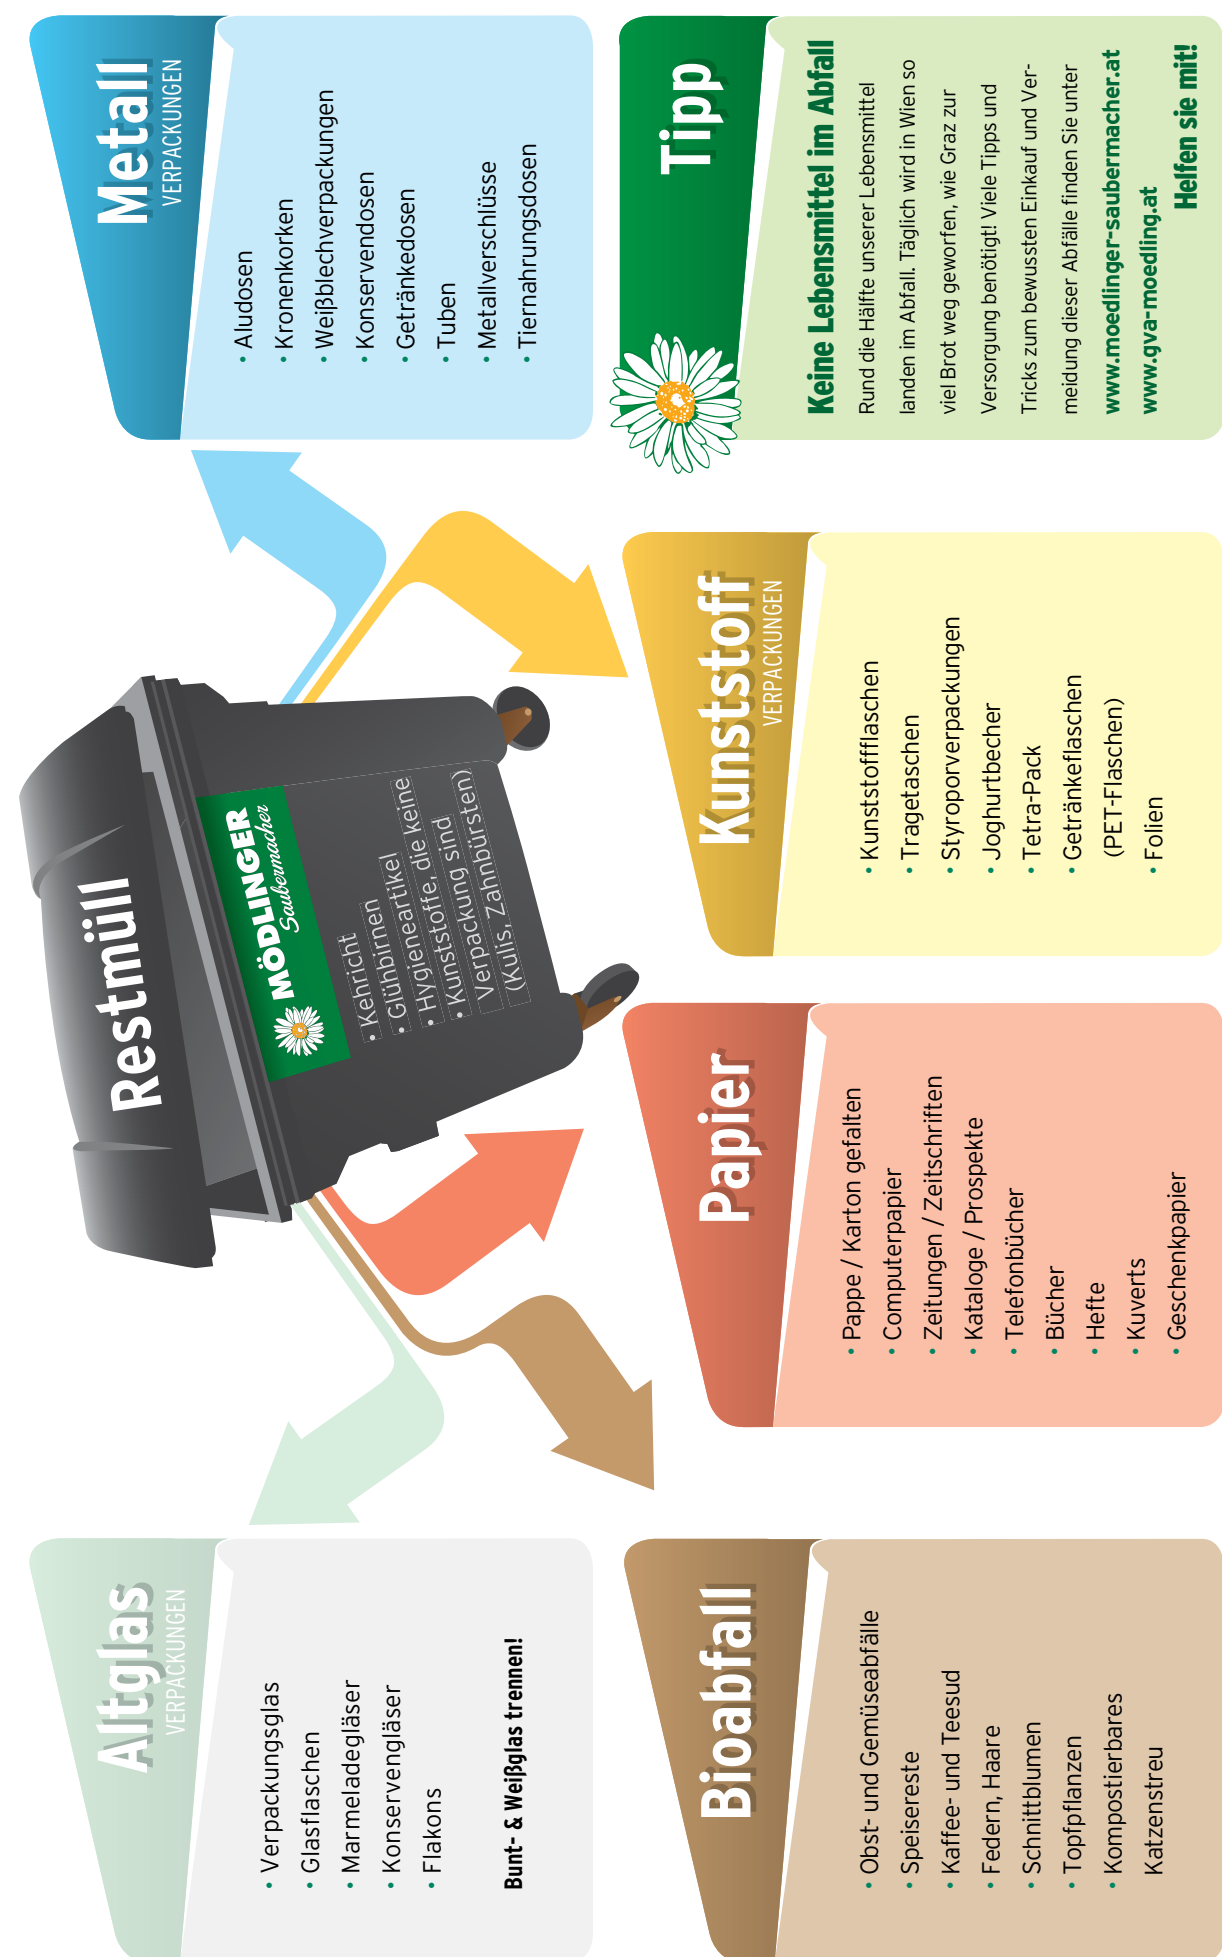 Altglas
VERPACKUNGEN
• Verpackungsglas
• Glasflaschen
• Marmeladegläser
• Konservengläser
• Flakons
Bunt- & Weißglas trennen!
Restmüll
MÖDLINGER
Saubermacher
• Kehricht
• Glühbirnen
• Hygieneartikel
• Kunststoffe, die keine
Verpackung sind
(Kulis, Zahnbürsten)
Metall
VERPACKUNGEN
• Aludosen
• Kronenkorken
• Weißblechverpackungen
• Konservendosen
• Getränkedosen
• Tuben
• Metallverschlüsse
• Tiernahrungsdosen
Bioabfall
• Obst- und Gemüseabfälle
• Speisereste
• Kaffee- und Teesud
• Federn, Haare
• Schnittblumen
• Topfpflanzen
• Kompostierbares
Katzenstreu
Papier
• Pappe / Karton gefalten
• Computerpapier
• Zeitungen / Zeitschriften
• Kataloge / Prospekte
• Telefonbücher
• Bücher
• Hefte
• Kuverts
• Geschenkpapier
Kunststoff
VERPACKUNGEN
• Kunststoffflaschen
• Tragetaschen
• Styroporverpackungen
• Joghurtbecher
• Tetra-Pack
• Getränkeflaschen
(PET-Flaschen)
• Folien
Tipp
Keine Lebensmittel im Abfall
Rund die Hälfte unserer Lebensmittel
landen im Abfall. Täglich wird in Wien so
viel Brot weg geworfen, wie Graz zur
Versorgung benötigt! Viele Tipps und
Tricks zum bewussten Einkauf und Ver-
meidung dieser Abfälle finden Sie unter
www.moedlinger-saubermacher.at
www.gva-moedling.at
Helfen sie mit!